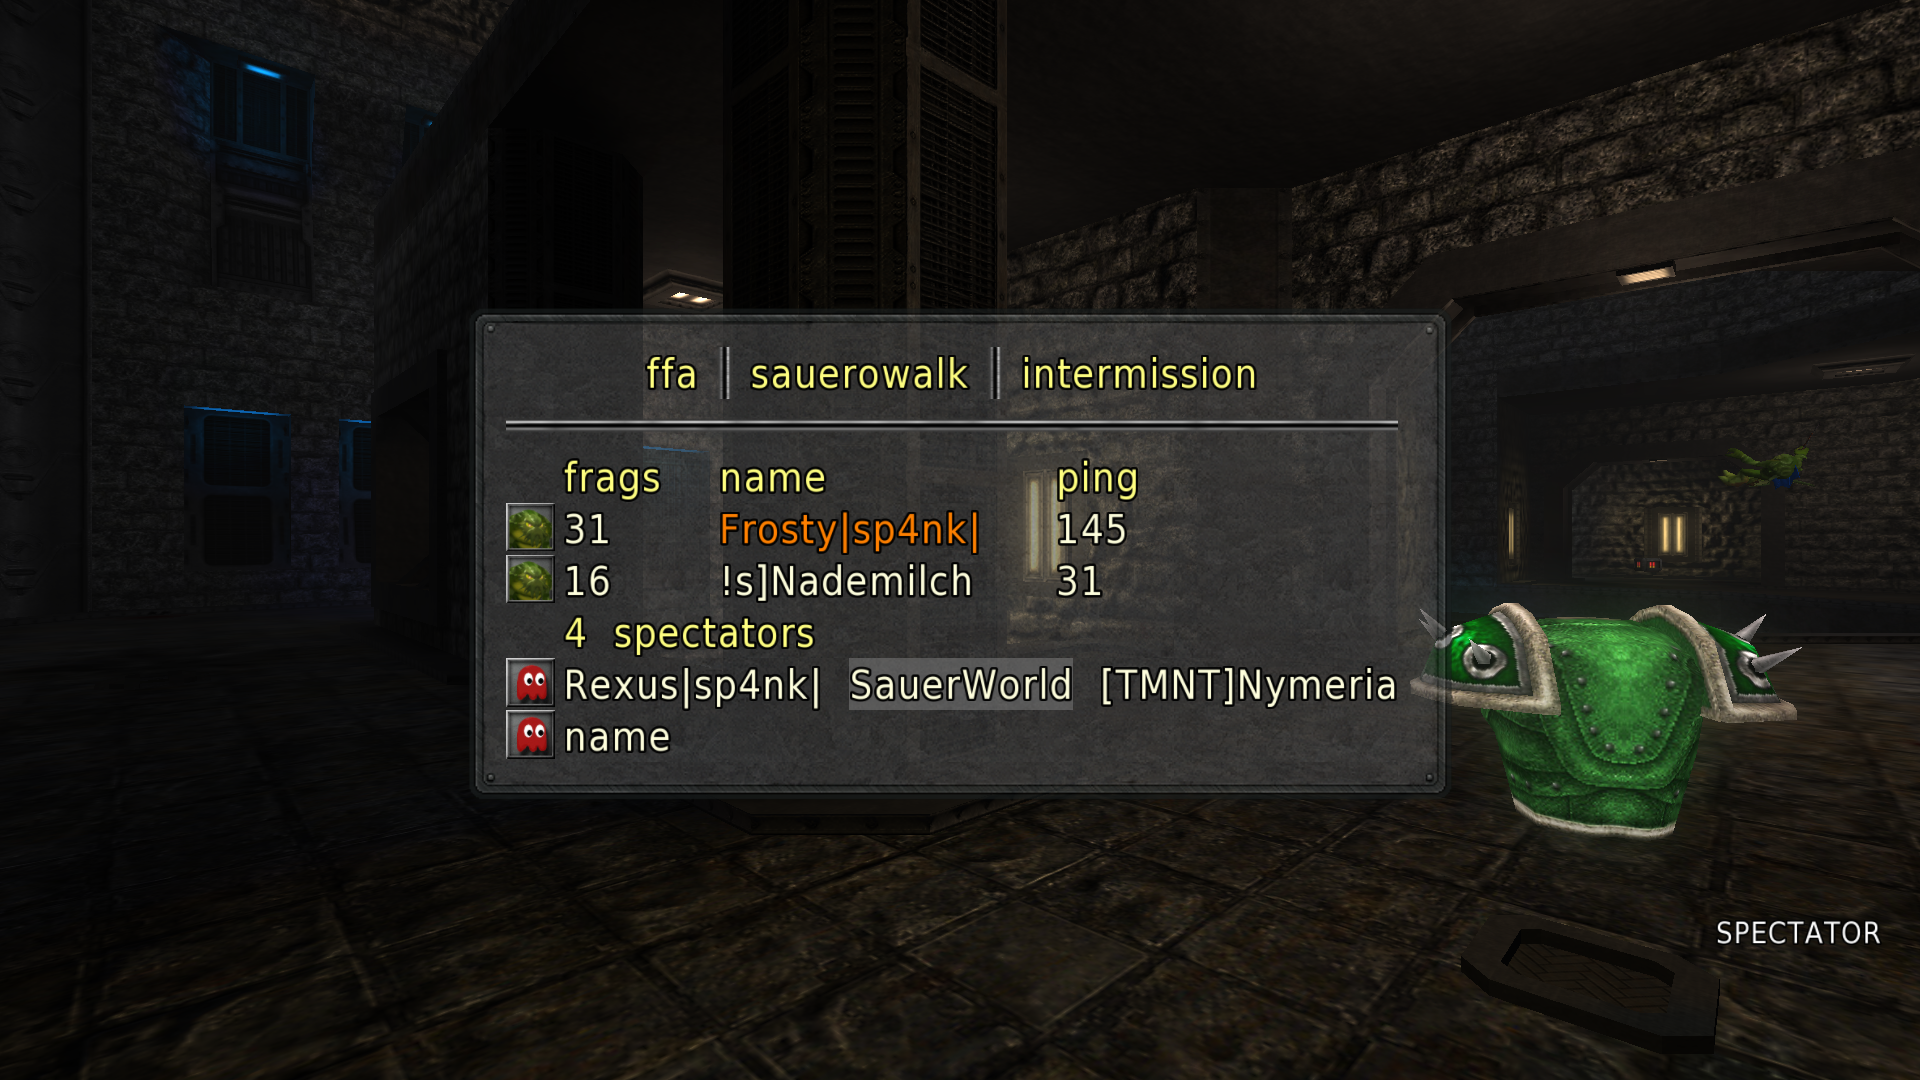 ffa sauerowalk intermission
frags name ping
31 Frosty|sp4nk| 145
16 !s]Nademilch 31
4 spectators
Rexus|sp4nk| SauerWorld [TMNT]Nymeria
name
SPECTATOR